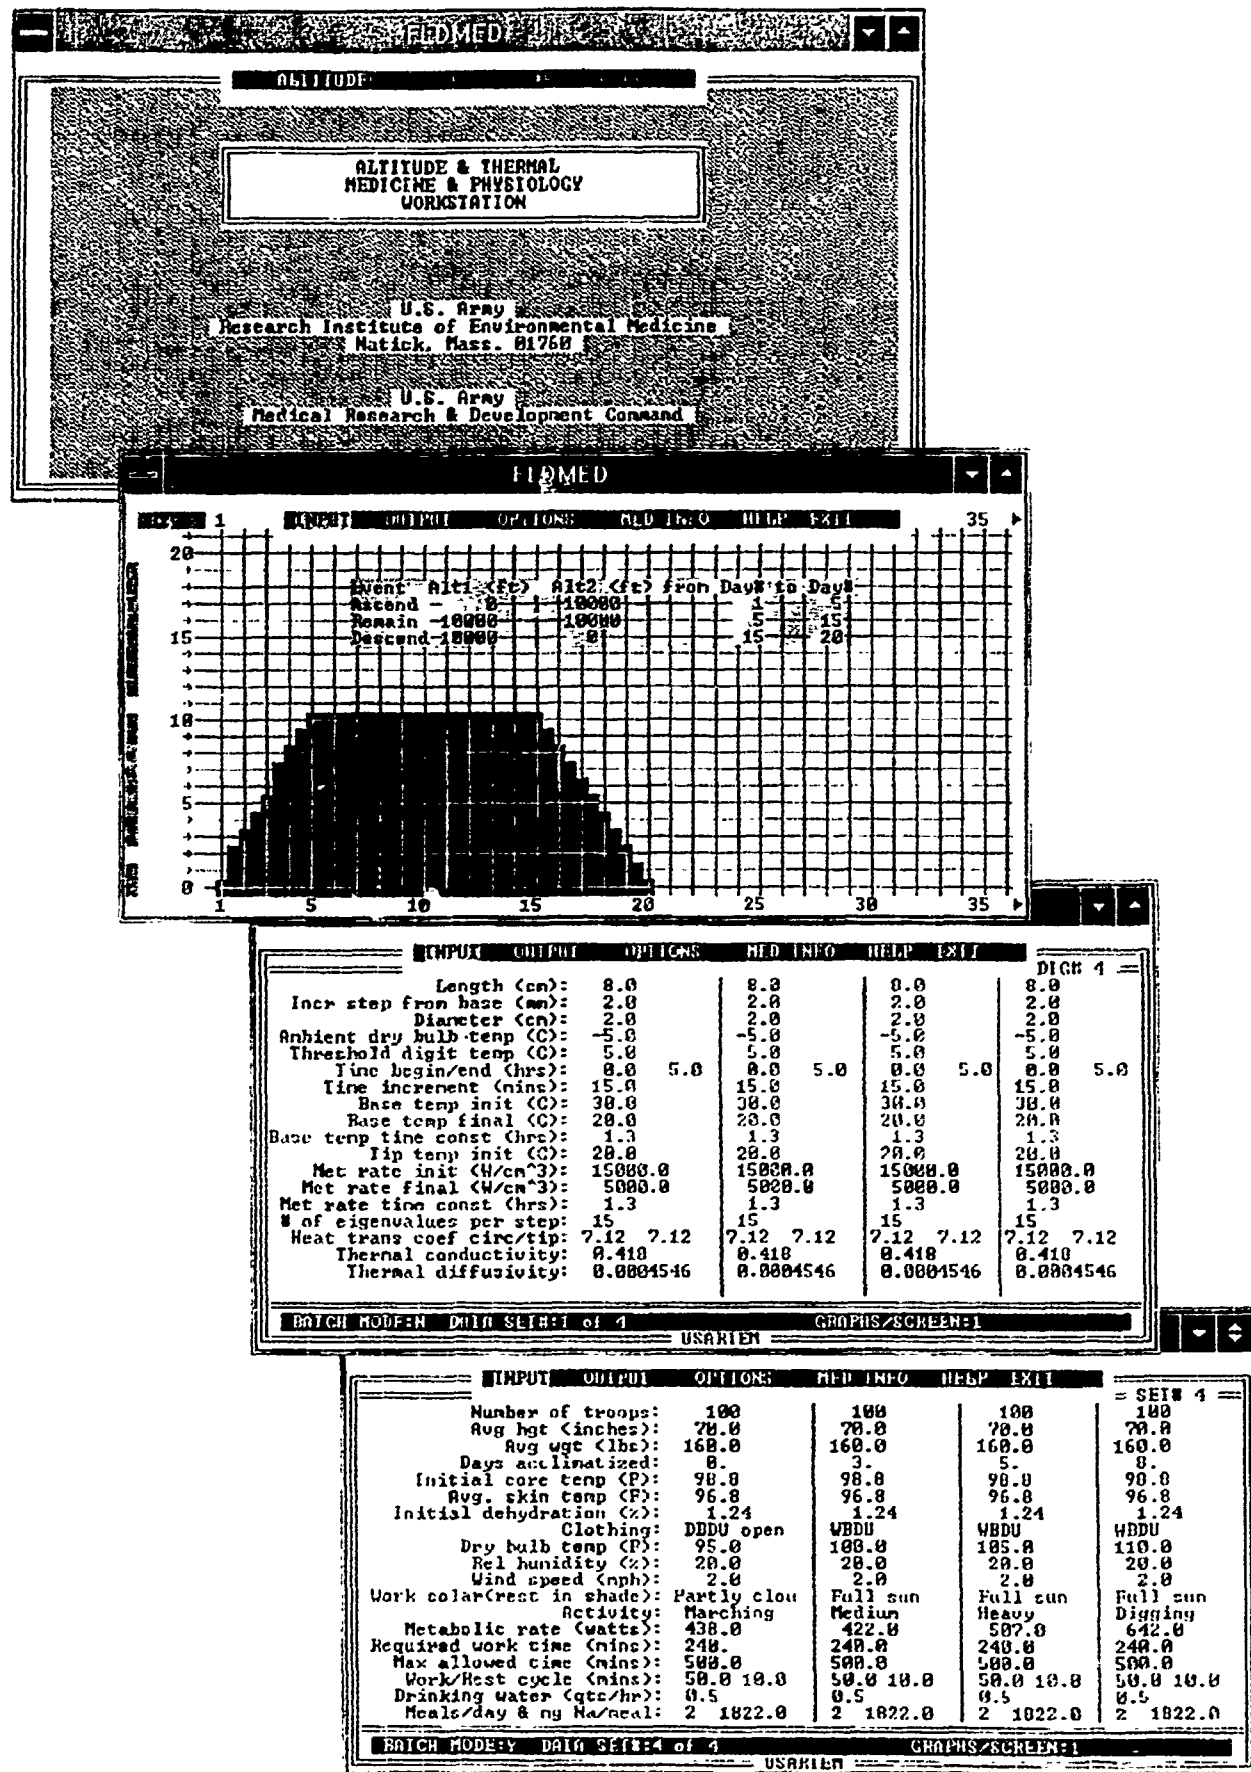 FLDMED
ALTITUDE
ALTITUDE & THERMAL
MEDICINE & PHYSIOLOGY
WORKSTATION
U.S. Army
Research Institute of Environmental Medicine
Natick, Mass. 01760
U.S. Army
Medical Research & Development Command
FLDMED
1 INPUT OUTPUT OPTIONS MED INFO HELP EXIT 35
20
Event Alt1 (ft) Alt2 (ft) from Day# to Day#
Ascend 0 10000 1 5
Remain 10000 10000 5 15
Descend 10000 0 15 20
15
10
5
0
1 5 10 15 20 25 30 35
INPUT OUTPUT OPTIONS MED INFO HELP EXIT
DIG# 4
Length (cm): 8.0 8.0 8.0 8.0
Incr step from base (mm): 2.0 2.0 2.0 2.0
Diameter (cm): 2.0 2.0 2.0 2.0
Ambient dry bulb temp (C): -5.0 -5.0 -5.0 -5.0
Threshold digit temp (C): 5.0 5.0 5.0 5.0
Time begin/end (hrs): 0.0 5.0 0.0 5.0 0.0 5.0 0.0 5.0
Time increment (mins): 15.0 15.0 15.0 15.0
Base temp init (C): 30.0 30.0 30.0 30.0
Base temp final (C): 20.0 20.0 20.0 20.0
Base temp time const (hrs): 1.3 1.3 1.3 1.3
Tip temp init (C): 20.0 20.0 20.0 20.0
Met rate init (W/cm^3): 15000.0 15000.0 15000.0 15000.0
Met rate final (W/cm^3): 5000.0 5000.0 5000.0 5000.0
Met rate time const (hrs): 1.3 1.3 1.3 1.3
# of eigenvalues per step: 15 15 15 15
Heat trans coef circ/tip: 7.12 7.12 7.12 7.12 7.12 7.12 7.12 7.12
Thermal conductivity: 0.418 0.418 0.418 0.418
Thermal diffusivity: 0.0004546 0.0004546 0.0004546 0.0004546
BATCH MODE:N DATA SET#:1 of 4 GRAPHS/SCREEN:1
USARIEM
INPUT OUTPUT OPTIONS MED INFO HELP EXIT
SET# 4
Number of troops: 100 100 100 100
Avg hgt (inches): 70.0 70.0 70.0 70.0
Avg wgt (lbs): 160.0 160.0 160.0 160.0
Days acclimatized: 0. 3. 5. 8.
Initial core temp (F): 98.8 98.8 98.8 98.8
Avg. skin temp (F): 96.8 96.8 96.8 96.8
Initial dehydration (%): 1.24 1.24 1.24 1.24
Clothing: DBDU open WBDU WBDU WBDU
Dry bulb temp (F): 95.0 100.0 105.0 110.0
Rel humidity (%): 20.0 20.0 20.0 20.0
Wind speed (mph): 2.0 2.0 2.0 2.0
Work solar(rest in shade): Partly clou Full sun Full sun Full sun
Activity: Marching Medium Heavy Digging
Metabolic rate (watts): 438.0 422.0 507.0 642.0
Required work time (mins): 240. 240.0 240.0 240.0
Max allowed time (mins): 500.0 500.0 500.0 500.0
Work/Rest cycle (mins): 50.0 10.0 50.0 10.0 50.0 10.0 50.0 10.0
Drinking water (qts/hr): 0.5 0.5 0.5 0.5
Meals/day & mg Na/meal: 2 1822.0 2 1822.0 2 1822.0 2 1822.0
BATCH MODE:Y DATA SET#:4 of 4 GRAPHS/SCREEN:1
USARIEM